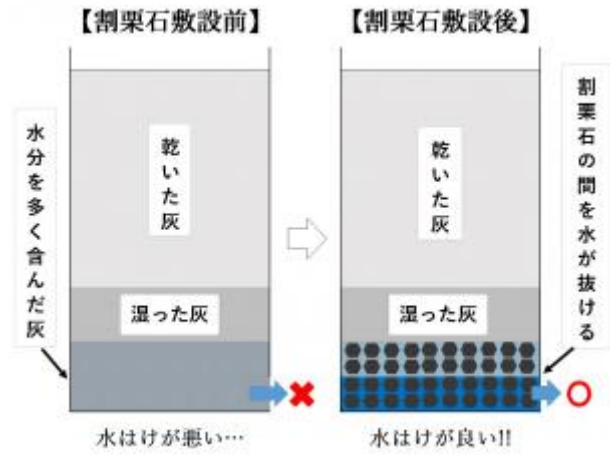 【割栗石敷設前】
【割栗石敷設後】
水分を多く含んだ灰
乾いた灰
湿った灰
乾いた灰
湿った灰
割栗石の間を水が抜ける
水はけが悪い…
水はけが良い!!